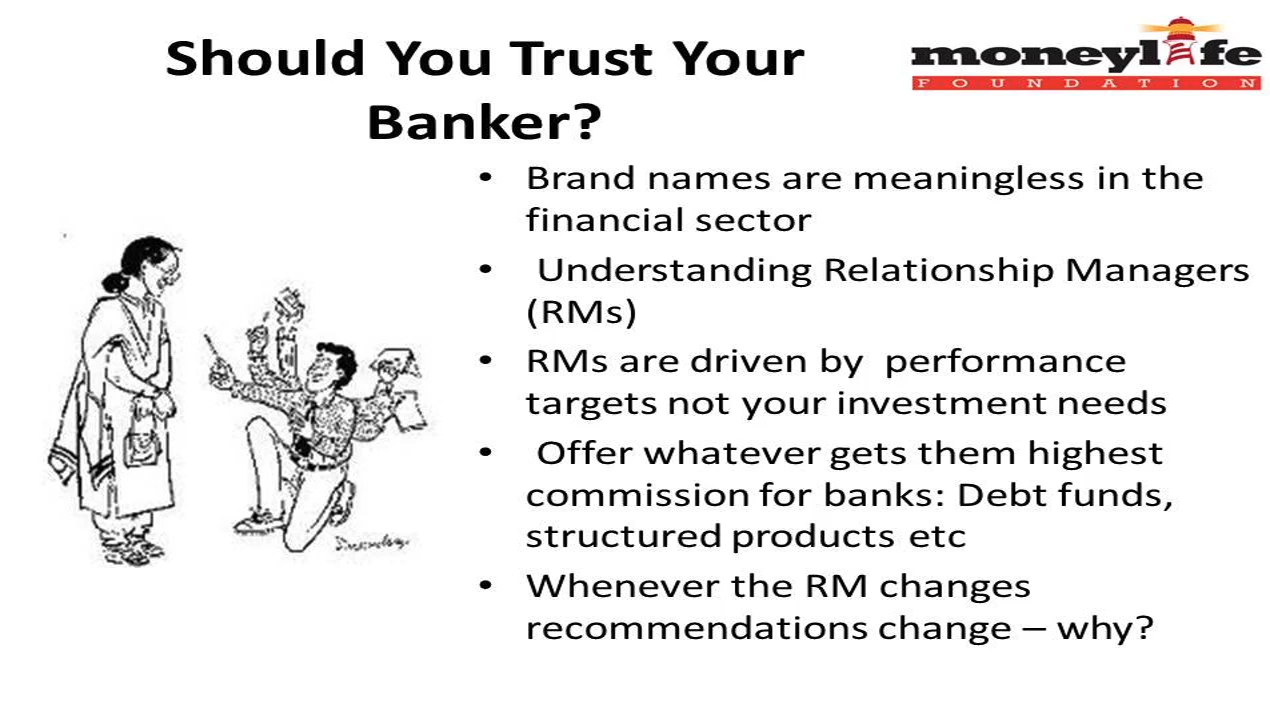 Should You Trust Your
Banker?
moneylife
FOUNDATION
• Brand names are meaningless in the
financial sector
• Understanding Relationship Managers
(RMs)
• RMs are driven by performance
targets not your investment needs
• Offer whatever gets them highest
commission for banks: Debt funds,
structured products etc
• Whenever the RM changes
recommendations change – why?